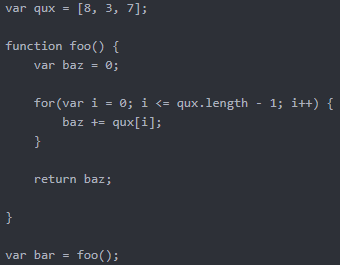 var qux = [8, 3, 7];
function foo() {
    var baz = 0;
    for(var i = 0; i <= qux.length - 1; i++) {
        baz += qux[i];
    }
    return baz;
}
var bar = foo();